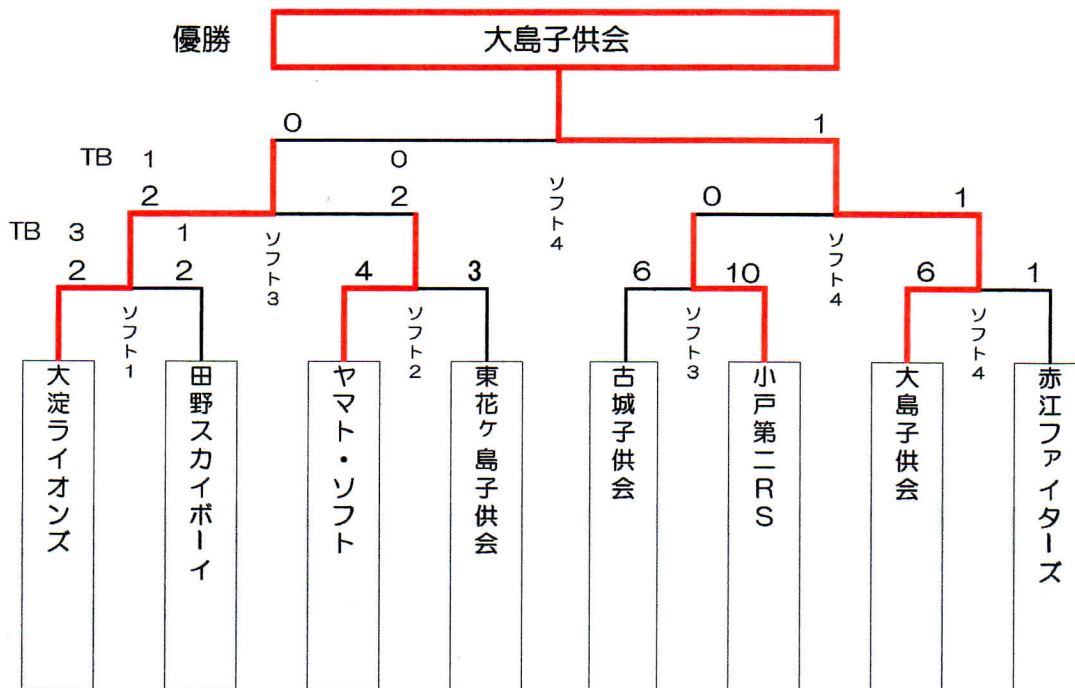 優勝 大島子供会
0 1
TB 1 0
2 2 0 1
ソフト4
TB 3 1
2 2 4 3 6 10 6 1
ソフト3 ソフト4
ソフト1 ソフト2 ソフト3 ソフト4
大淀ライオンズ
田野スカイボーイ
ヤマト・ソフト
東花ヶ島子供会
古城子供会
小戸第二RS
大島子供会
赤江ファイターズ